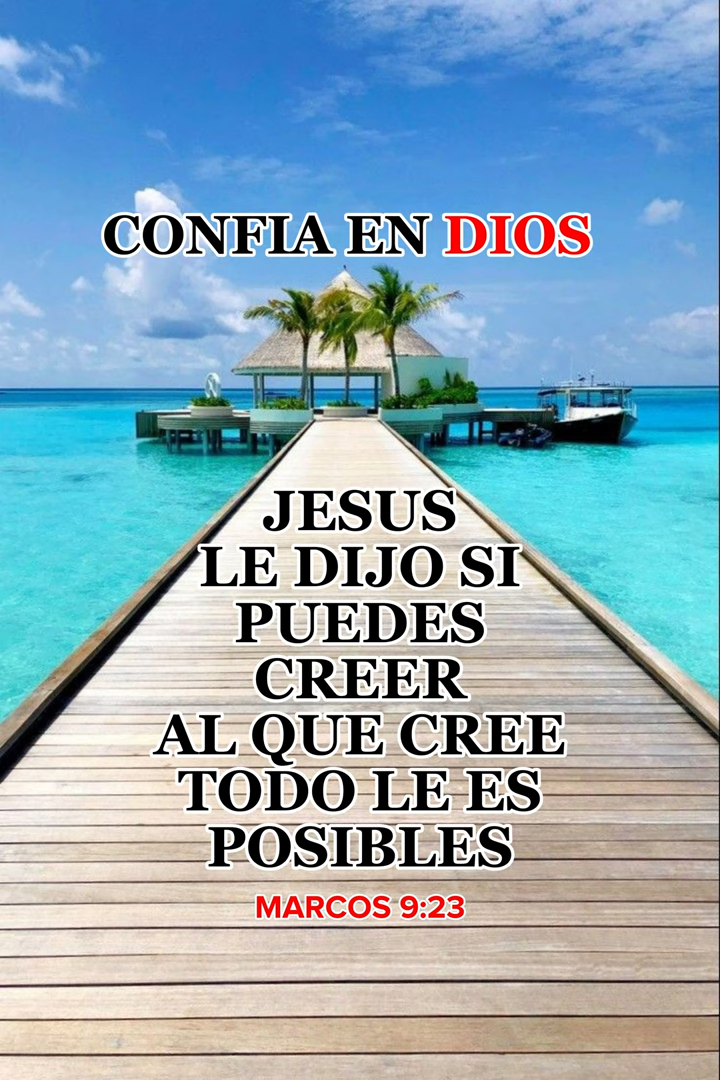 CONFIA EN DIOS
JESUS
LE DIJO SI
PUEDES
CREER
AL QUE CREE
TODO LE ES
POSIBLES
MARCOS 9:23